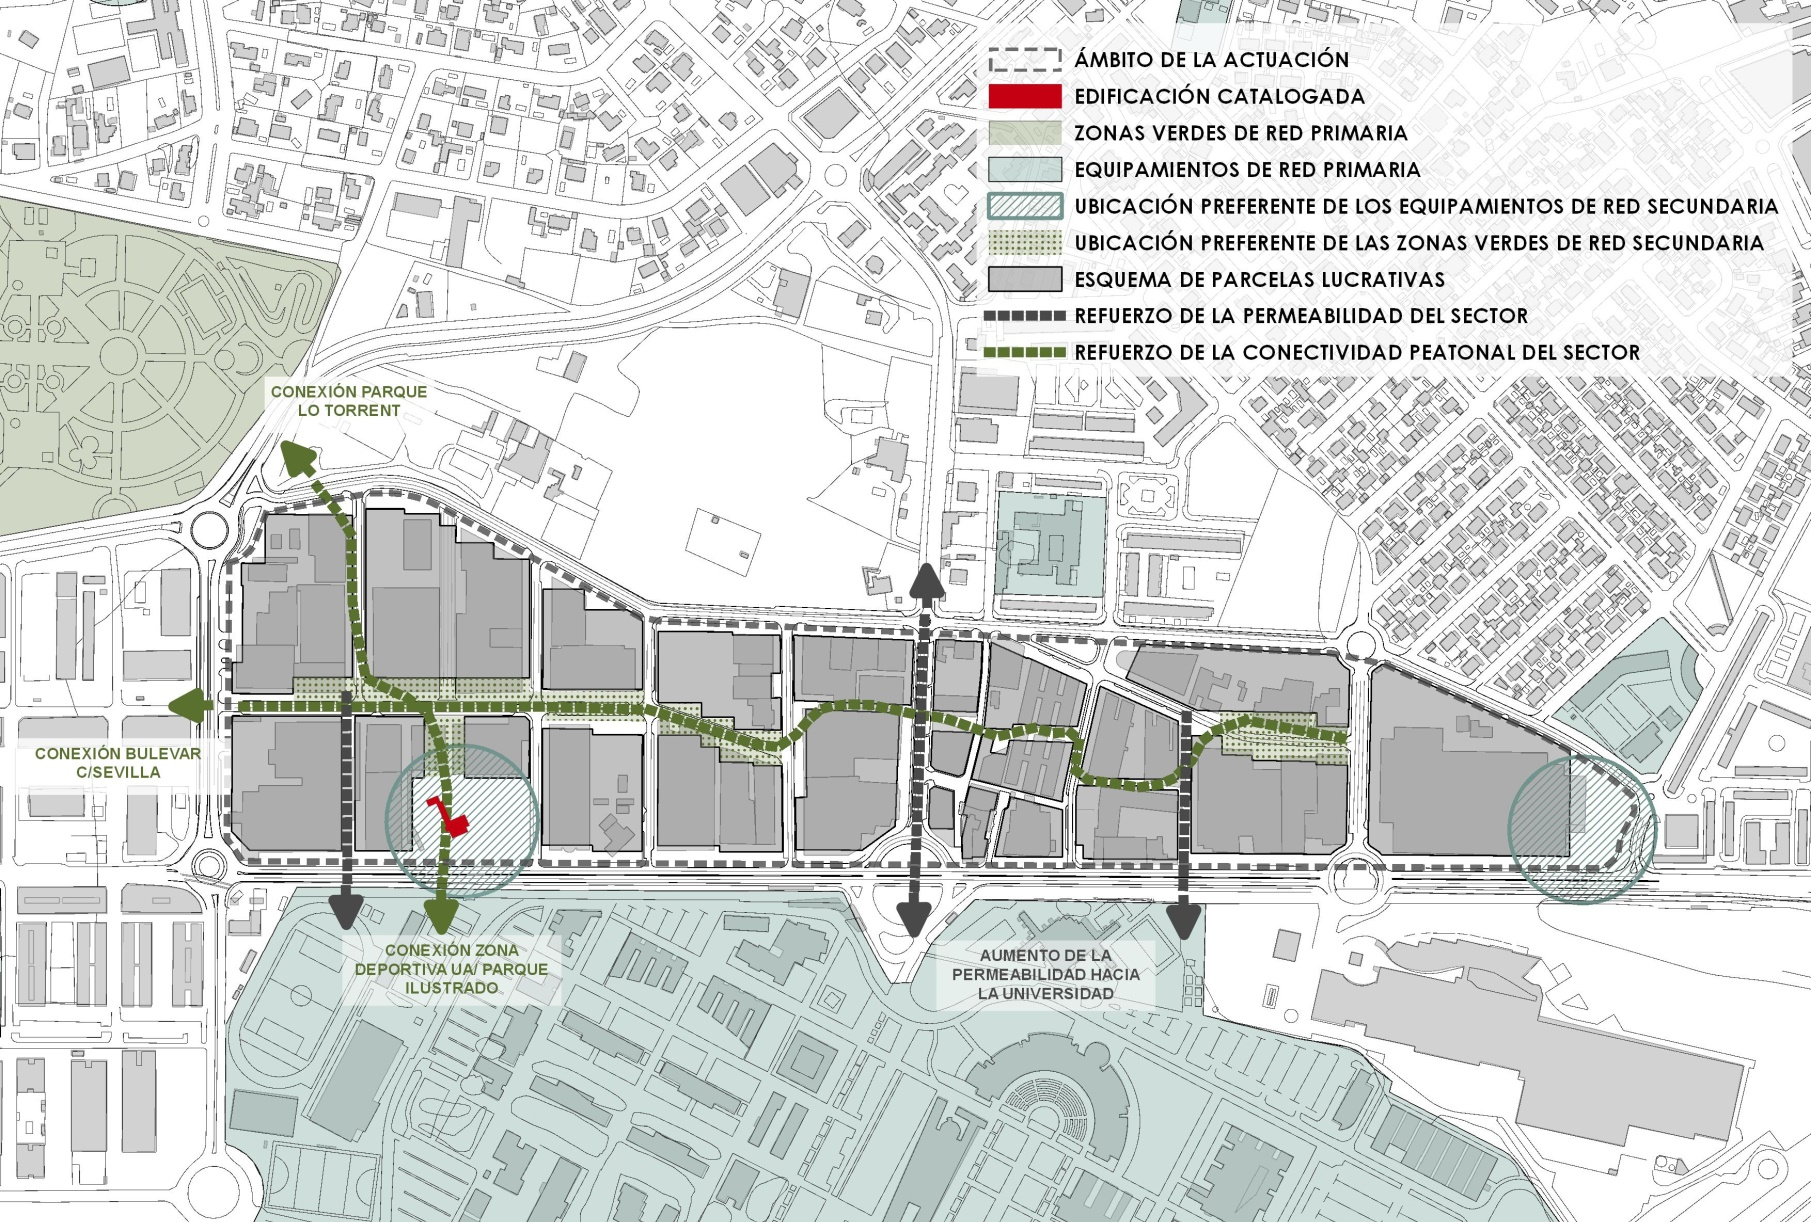 ÁMBITO DE LA ACTUACIÓN
EDIFICACIÓN CATALOGADA
ZONAS VERDES DE RED PRIMARIA
EQUIPAMIENTOS DE RED PRIMARIA
UBICACIÓN PREFERENTE DE LOS EQUIPAMIENTOS DE RED SECUNDARIA
UBICACIÓN PREFERENTE DE LAS ZONAS VERDES DE RED SECUNDARIA
ESQUEMA DE PARCELAS LUCRATIVAS
REFUERZO DE LA PERMEABILIDAD DEL SECTOR
REFUERZO DE LA CONECTIVIDAD PEATONAL DEL SECTOR
CONEXIÓN PARQUE
LO TORRENT
CONEXIÓN BULEVAR
C/SEVILLA
CONEXIÓN ZONA
DEPORTIVA UA/ PARQUE
ILUSTRADO
AUMENTO DE LA
PERMEABILIDAD HACIA
LA UNIVERSIDAD